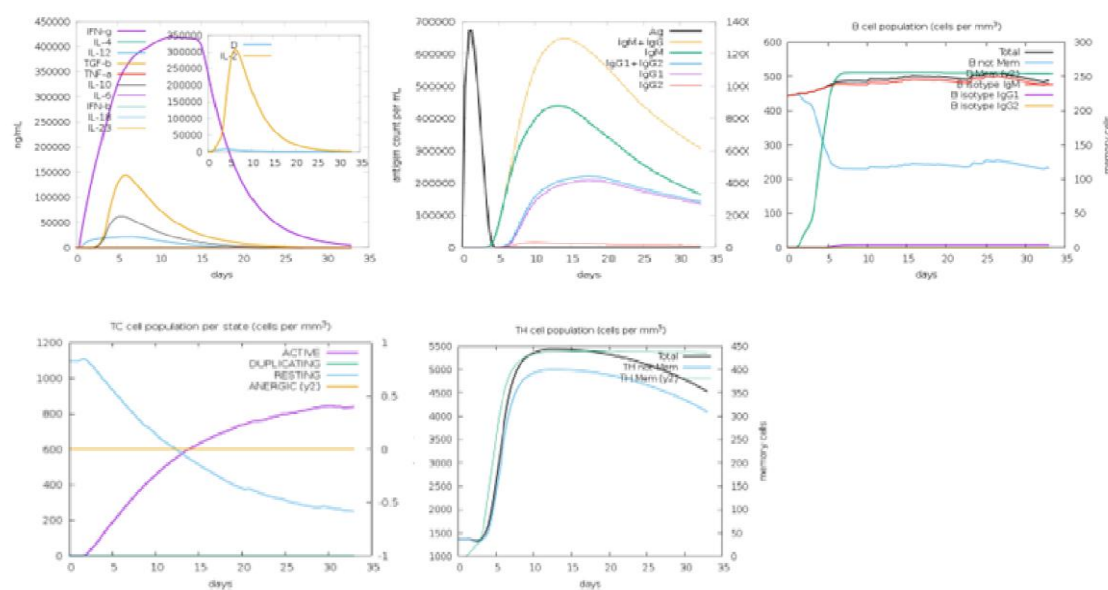 450000
400000
350000
300000
250000
200000
150000
100000
50000
0
ng/mL
IFN-g
IL-4
IL-12
TGF-b
TNF-a
IL-10
IL-6
IFN-b
IL-18
IL-23
350000
300000
250000
200000
150000
100000
50000
0
D
IL-2
0 5 10 15 20 25 30 35
0 5 10 15 20 25 30 35
days
700000
600000
500000
400000
300000
200000
100000
0
antigen count per mL
Ag
IgM+IgG
IgM
IgG1+IgG2
IgG1
IgG2
1400
1200
1000
8000
6000
4000
2000
0
0 5 10 15 20 25 30 35
days
B cell population (cells per mm³)
600
500
400
300
200
100
0
Total
B not Mem
B Mem (y2)
B isotype IgM
B isotype IgG1
B isotype IgG2
300
250
200
150
100
50
0
memory cells
0 5 10 15 20 25 30 35
days
TC cell population per state (cells per mm³)
1200
1000
800
600
400
200
0
ACTIVE
DUPLICATING
RESTING
ANERGIC (y2)
1
0.5
0
-0.5
-1
0 5 10 15 20 25 30 35
days
TH cell population (cells per mm³)
5500
5000
4500
4000
3500
3000
2500
2000
1500
1000
Total
TH not Mem
TH Mem (y2)
450
400
350
300
250
200
150
100
50
0
memory cells
0 5 10 15 20 25 30 35
days